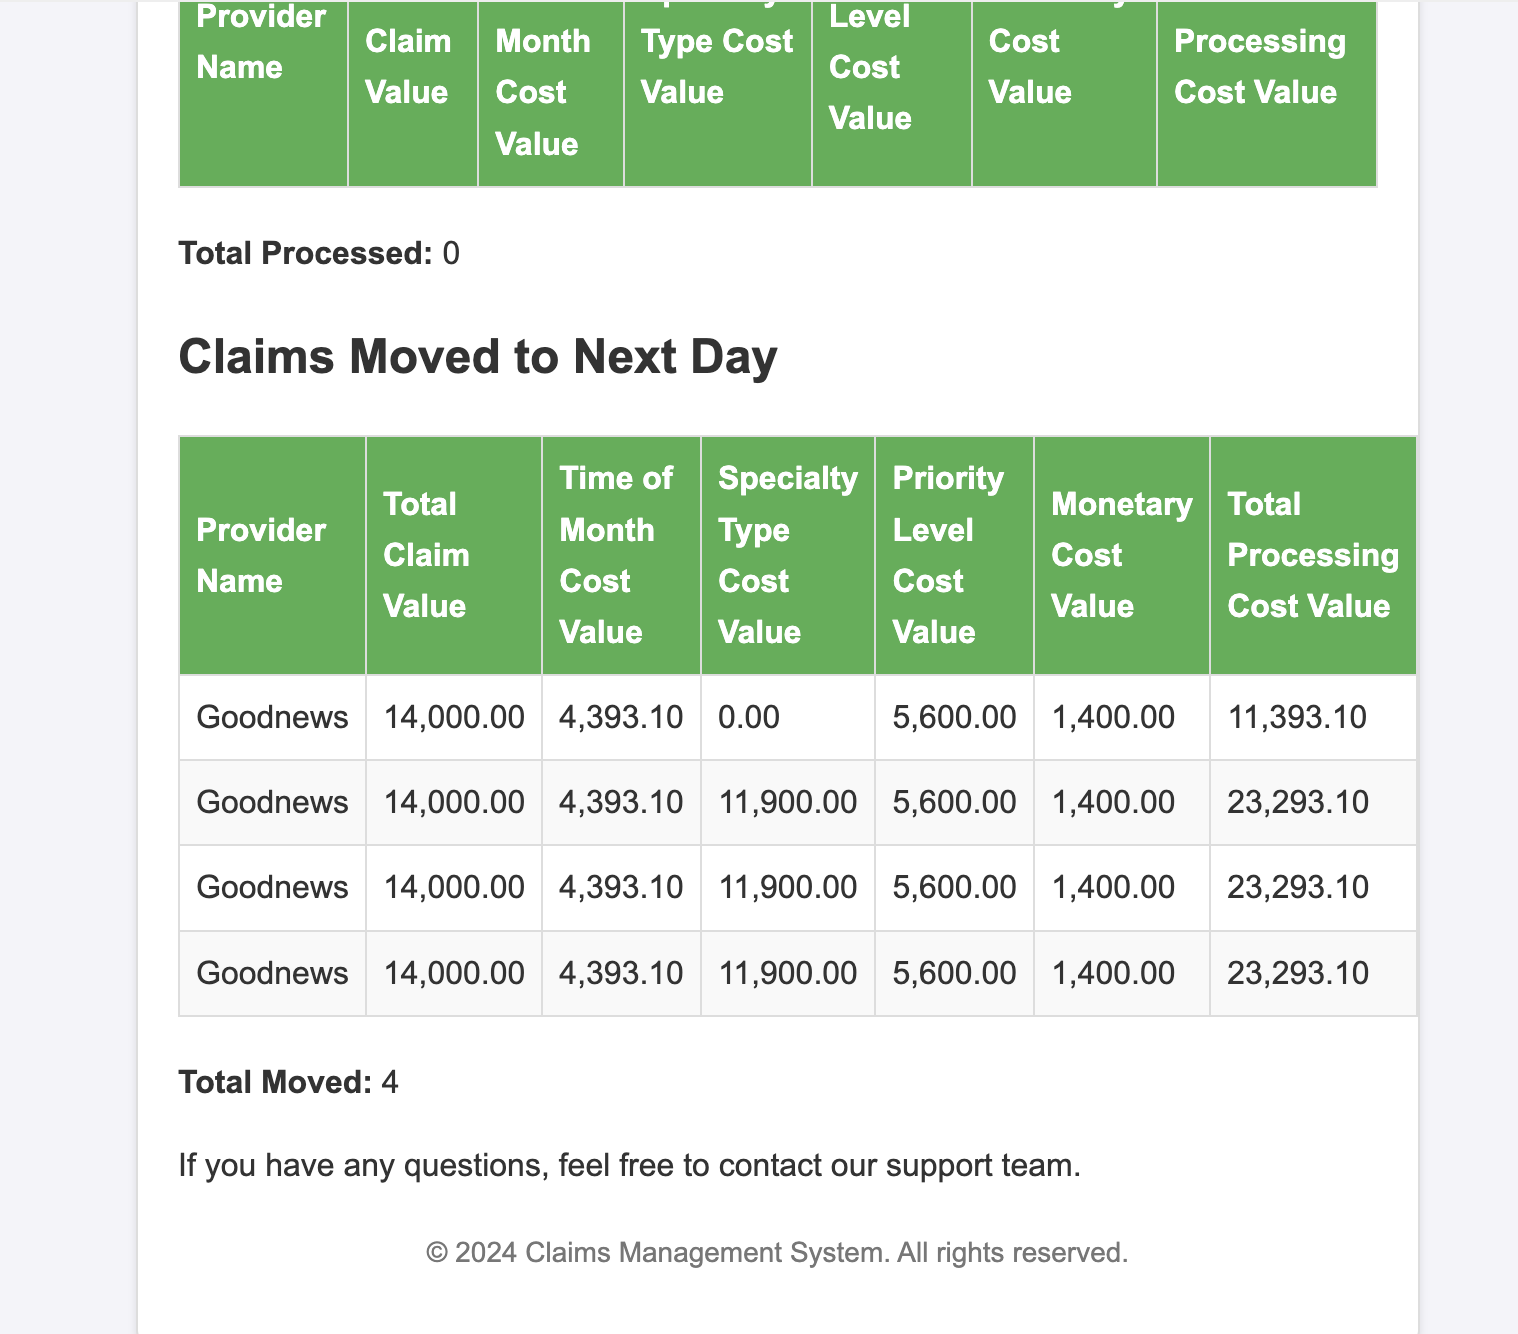 Provider Name
Claim Value
Month Cost Value
Type Cost Value
Level Cost Value
Cost Value
Processing Cost Value
Total Processed: 0
Claims Moved to Next Day
Provider Name
Total Claim Value
Time of Month Cost Value
Specialty Type Cost Value
Priority Level Cost Value
Monetary Cost Value
Total Processing Cost Value
Goodnews 14,000.00 4,393.10 0.00 5,600.00 1,400.00 11,393.10
Goodnews 14,000.00 4,393.10 11,900.00 5,600.00 1,400.00 23,293.10
Goodnews 14,000.00 4,393.10 11,900.00 5,600.00 1,400.00 23,293.10
Goodnews 14,000.00 4,393.10 11,900.00 5,600.00 1,400.00 23,293.10
Total Moved: 4
If you have any questions, feel free to contact our support team.
© 2024 Claims Management System. All rights reserved.